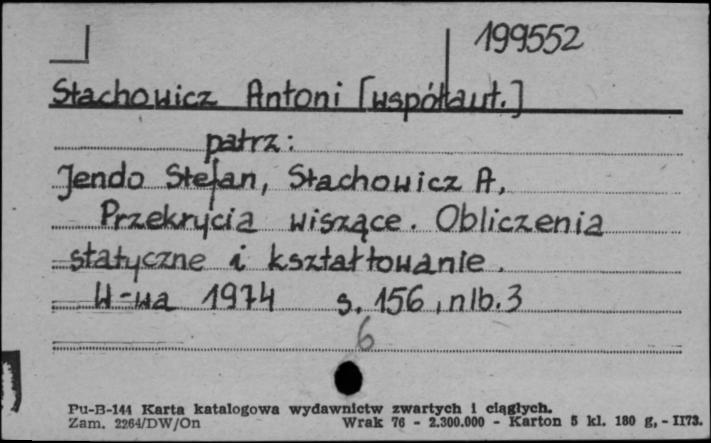 199552
Stachowicz Antoni [współaut.]
patrz:
Jendo Stefan, Stachowicz A,
Przekrycia wiszące. Obliczenia
statyczne i kształtowanie.
W-wa 1974 s. 156, nlb. 3
6
Pu-B-144 Karta katalogowa wydawnictw zwartych i ciągłych.
Zam. 2264/DW/On Wrak 76 - 2.300.000 - Karton 5 kl. 180 g, - II73.